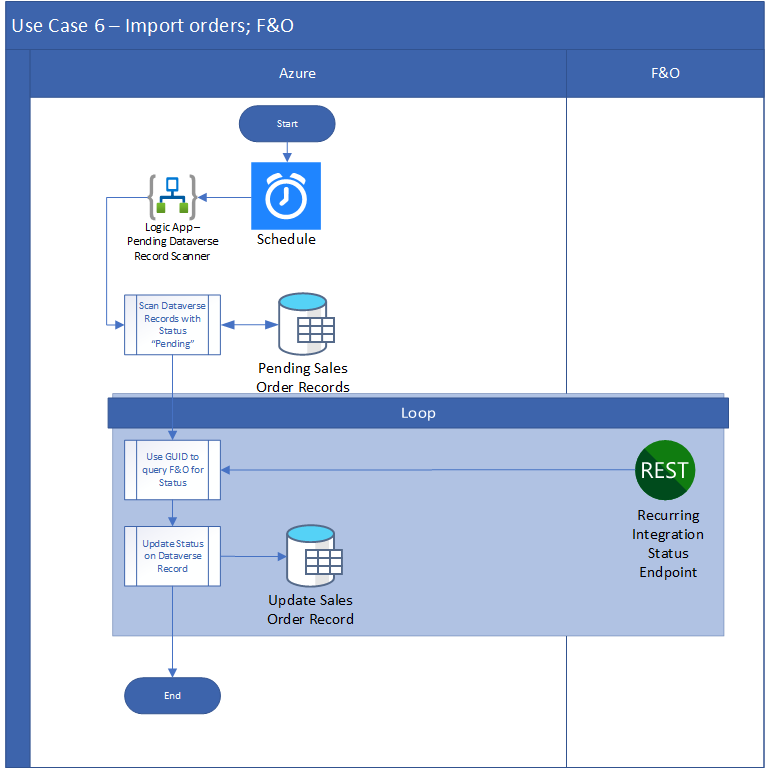 Use Case 6 – Import orders; F&O
Azure
F&O
Start
Schedule
Logic App –
Pending Dataverse
Record Scanner
Scan Dataverse
Records with
Status
“Pending”
Pending Sales
Order Records
Loop
Use GUID to
query F&O for
Status
REST
Recurring
Integration
Status
Endpoint
Update Status
on Dataverse
Record
Update Sales
Order Record
End